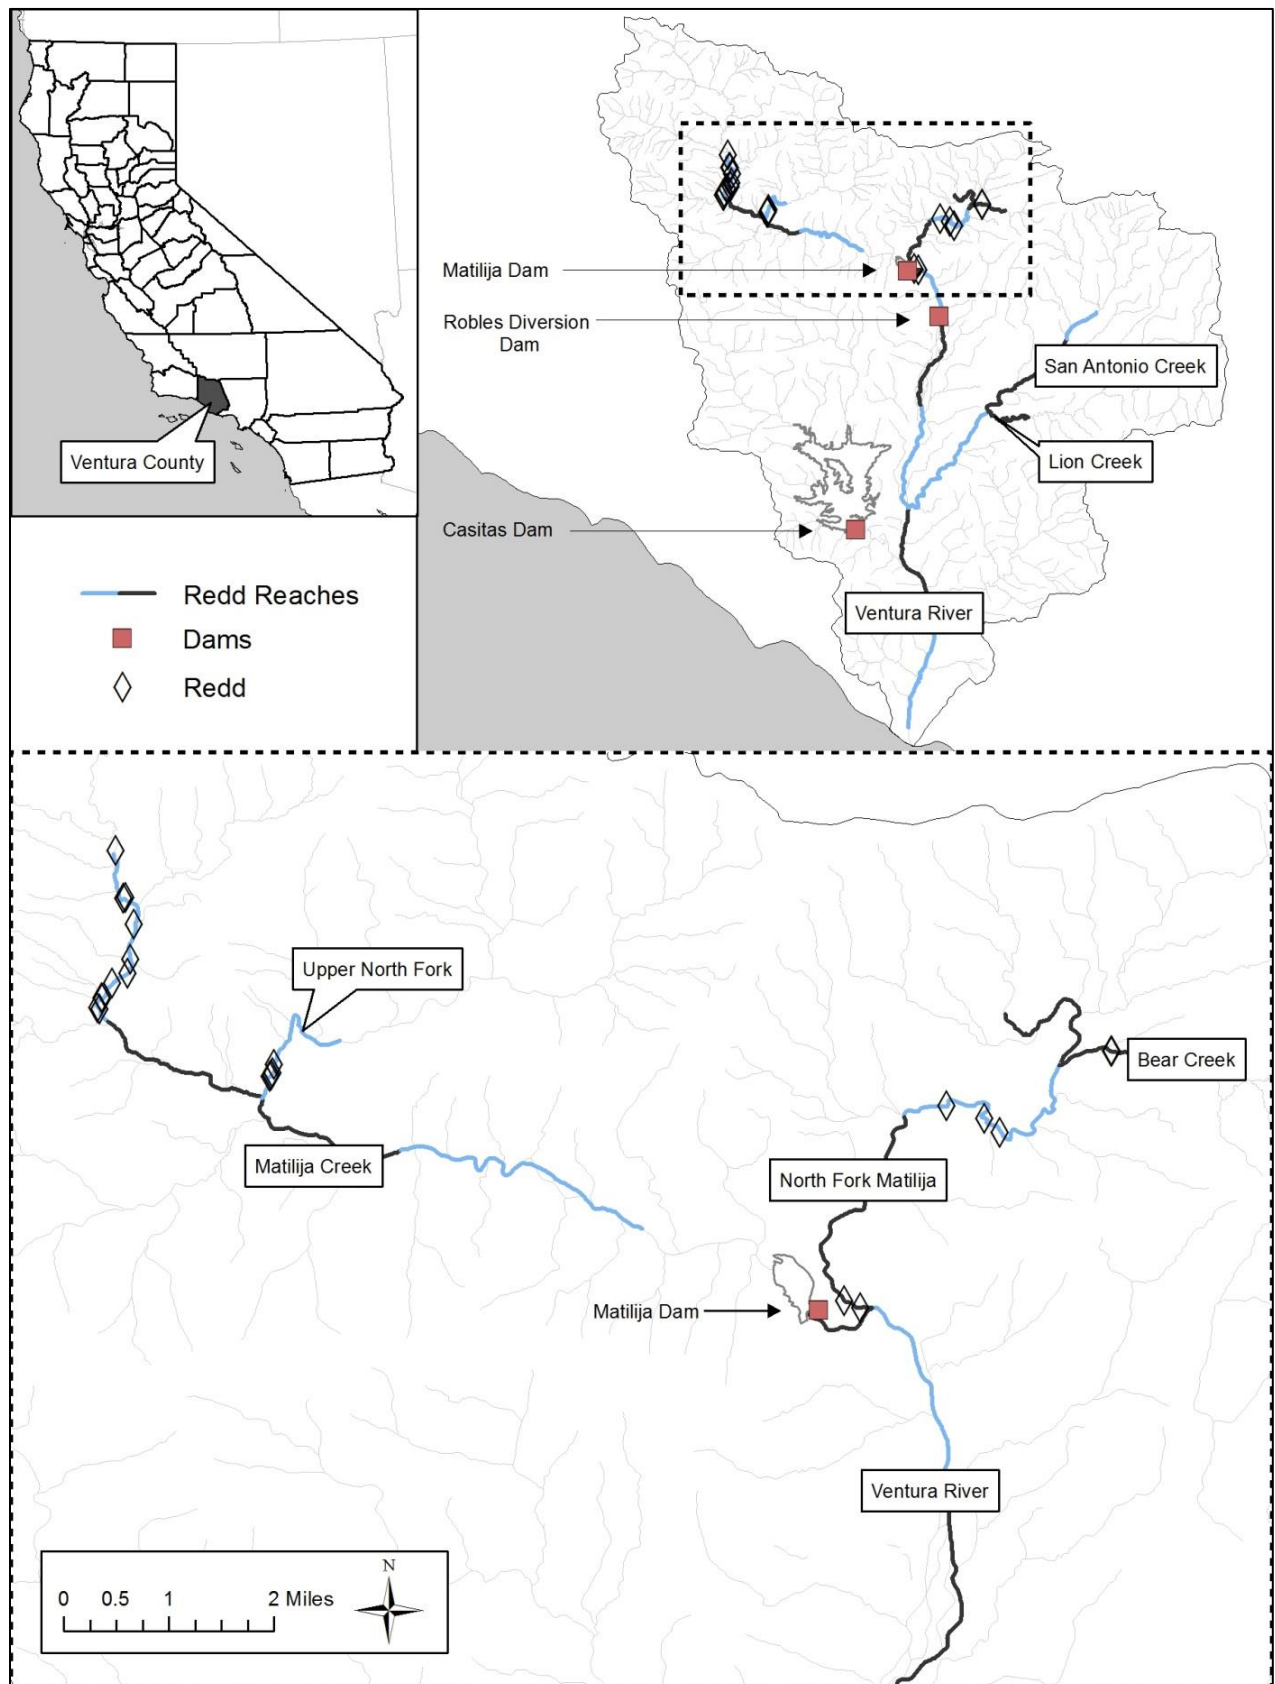 Matilija Dam
Robles Diversion
Dam
San Antonio Creek
Ventura County
Lion Creek
Casitas Dam
Redd Reaches
Ventura River
Dams
Redd
Upper North Fork
Bear Creek
Matilija Creek
North Fork Matilija
Matilija Dam
Ventura River
N
0 0.5 1 2 Miles